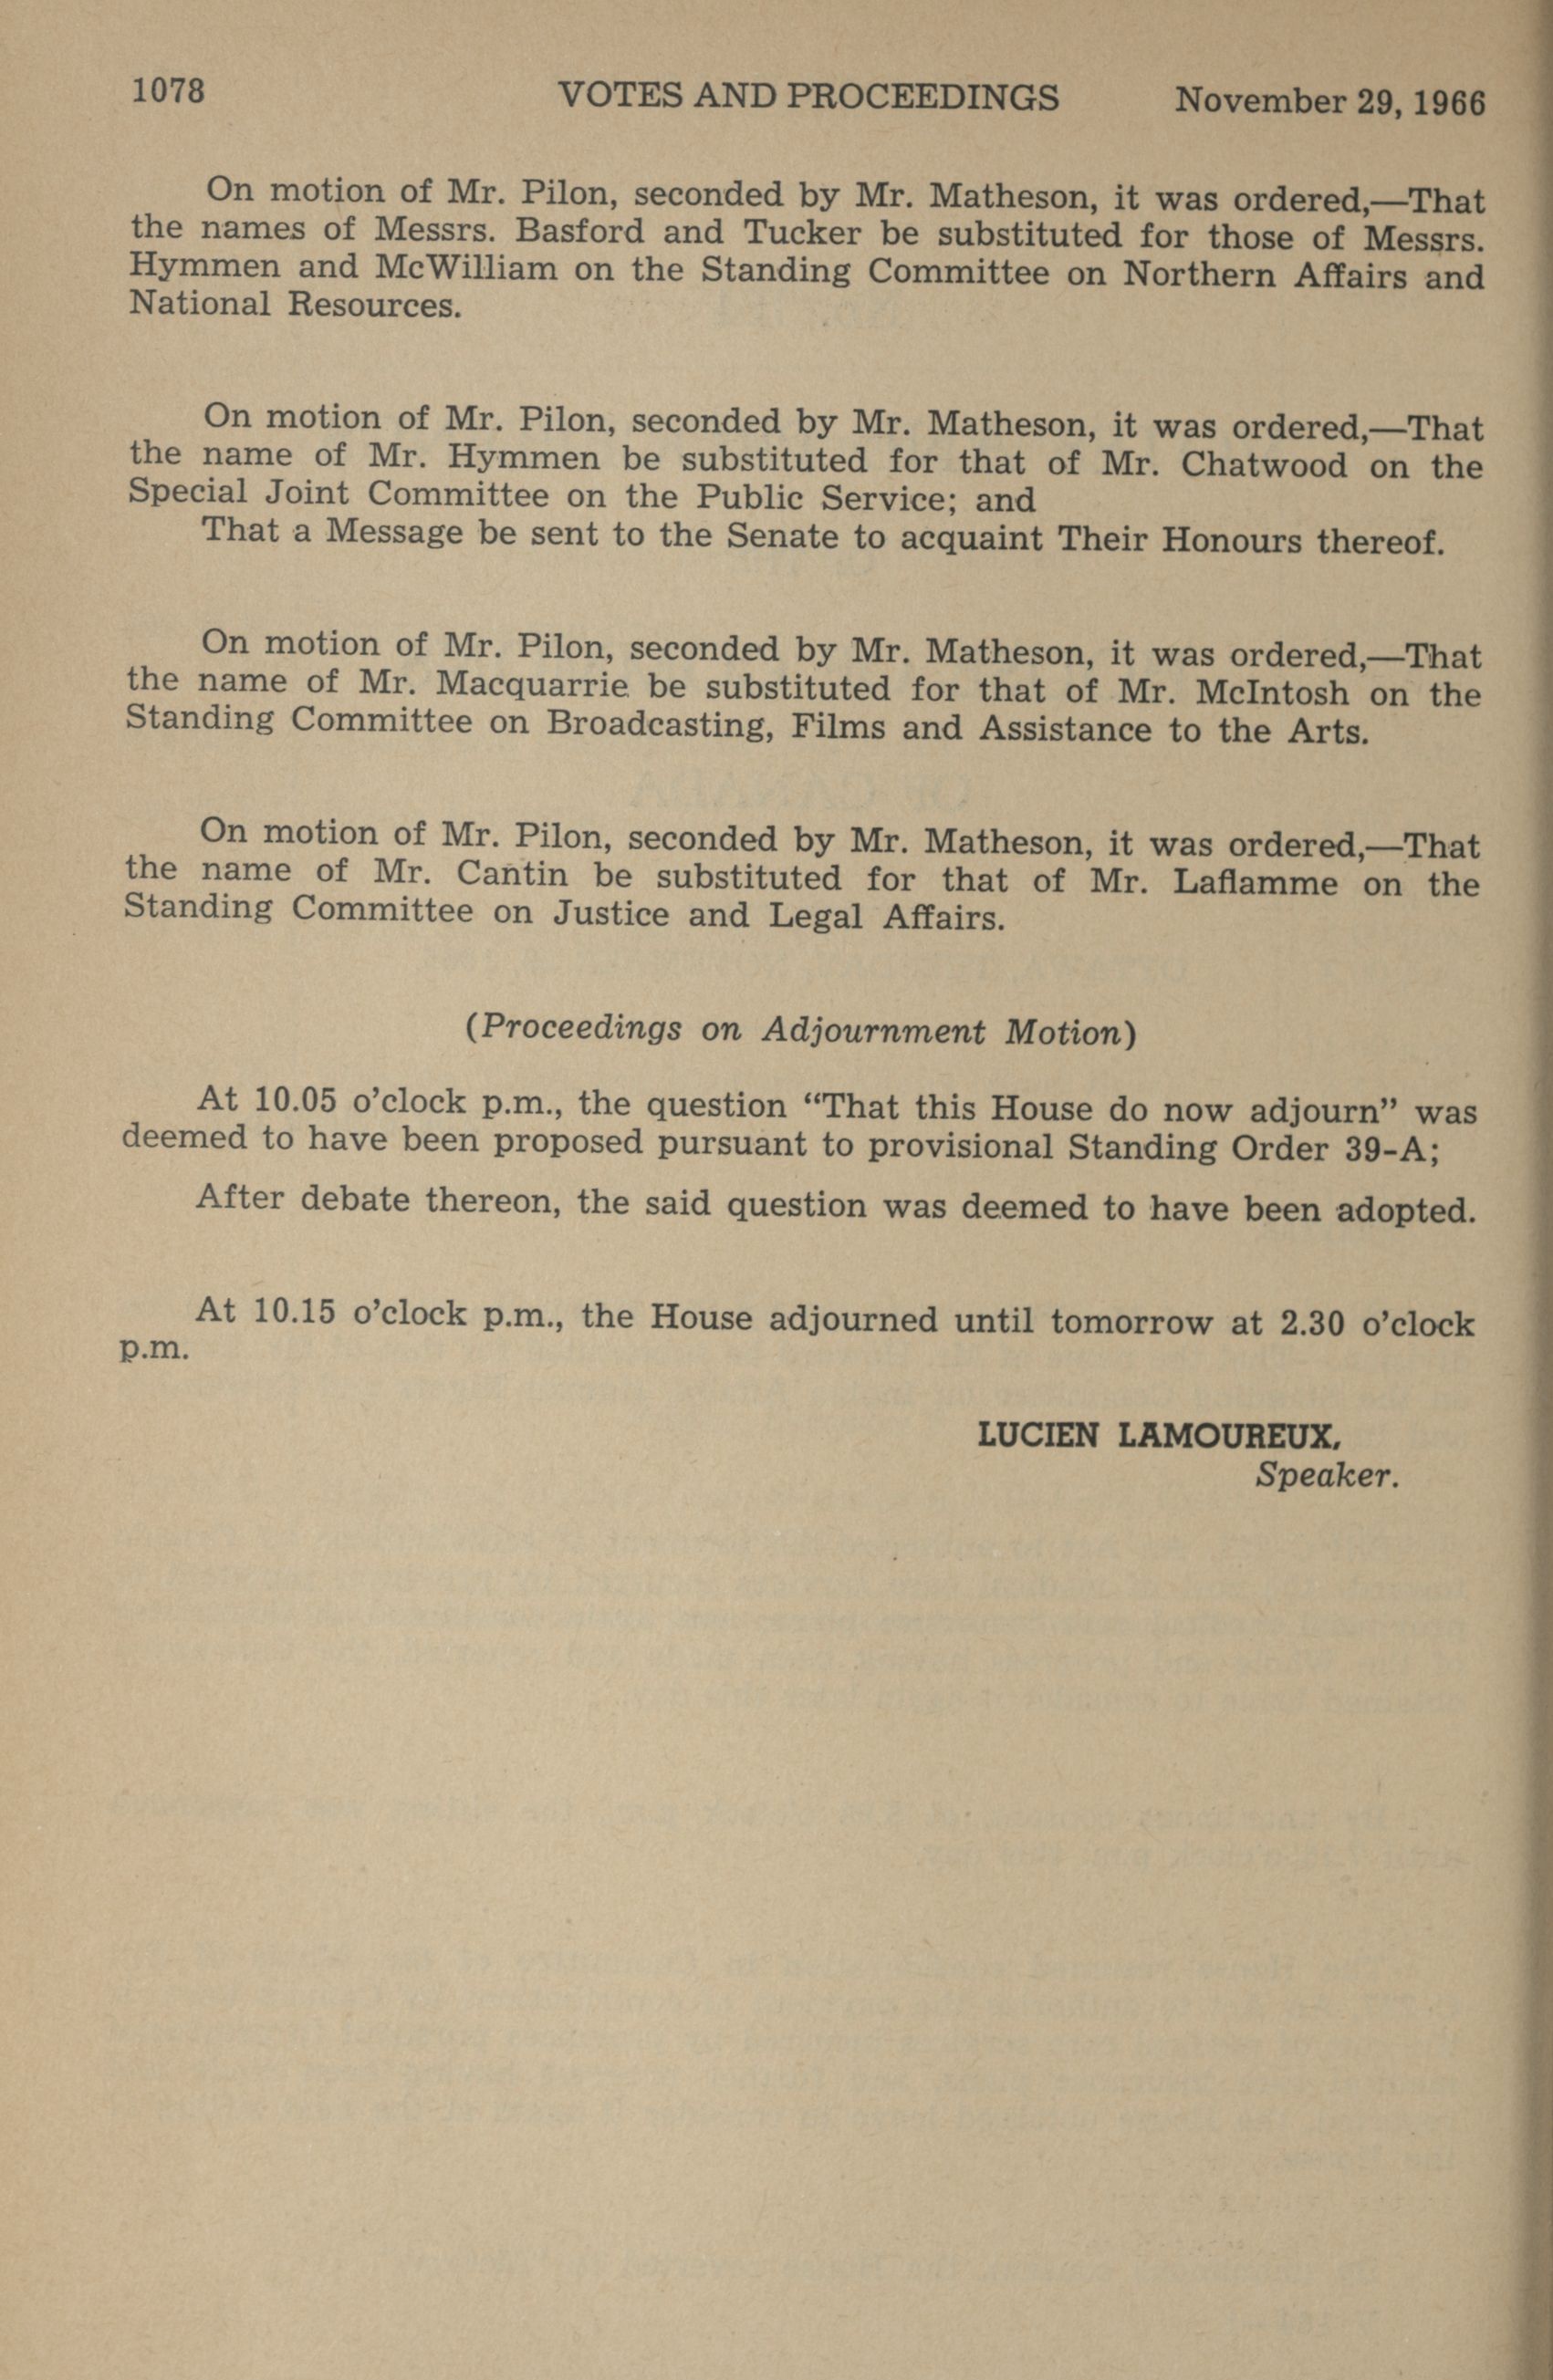 1078 VOTES AND PROCEEDINGS November 29, 1966
On motion of Mr. Pilon, seconded by Mr. Matheson, it was ordered,—That
the names of Messrs. Basford and Tucker be substituted for those of Messrs.
Hymmen and McWilliam on the Standing Committee on Northern Affairs and
National Resources.
On motion of Mr. Pilon, seconded by Mr. Matheson, it was ordered,—That
the name of Mr. Hymmen be substituted for that of Mr. Chatwood on the
Special Joint Committee on the Public Service; and
That a Message be sent to the Senate to acquaint Their Honours thereof.
On motion of Mr. Pilon, seconded by Mr. Matheson, it was ordered,—That
the name of Mr. Macquarrie be substituted for that of Mr. McIntosh on the
Standing Committee on Broadcasting, Films and Assistance to the Arts.
On motion of Mr. Pilon, seconded by Mr. Matheson, it was ordered,—That
the name of Mr. Cantin be substituted for that of Mr. Laflamme on the
Standing Committee on Justice and Legal Affairs.
(Proceedings on Adjournment Motion)
At 10.05 o'clock p.m., the question “That this House do now adjourn” was
deemed to have been proposed pursuant to provisional Standing Order 39-A;
After debate thereon, the said question was deemed to have been adopted.
At 10.15 o'clock p.m., the House adjourned until tomorrow at 2.30 o'clock
p.m.
LUCIEN LAMOUREUX,
Speaker.